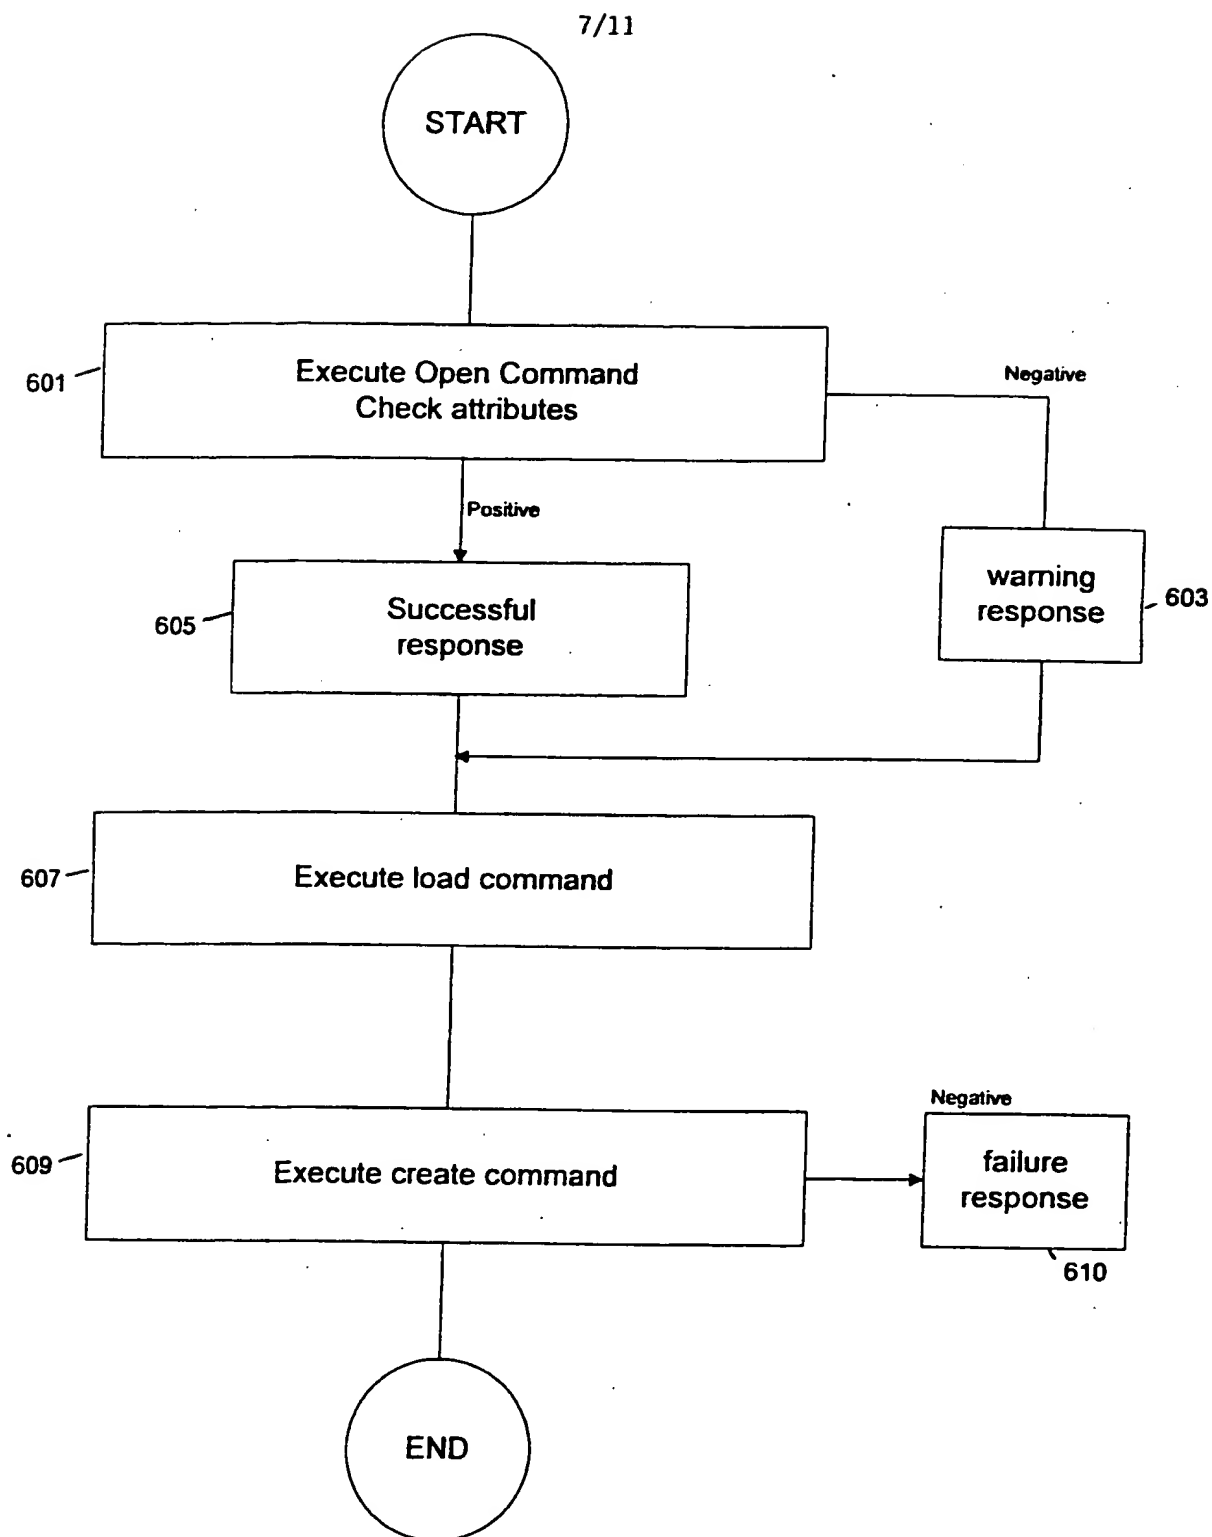 7/11
START
601
Execute Open Command
Check attributes
Negative
Positive
605
Successful
response
warning
response
603
607
Execute load command
609
Execute create command
Negative
failure
response
610
END